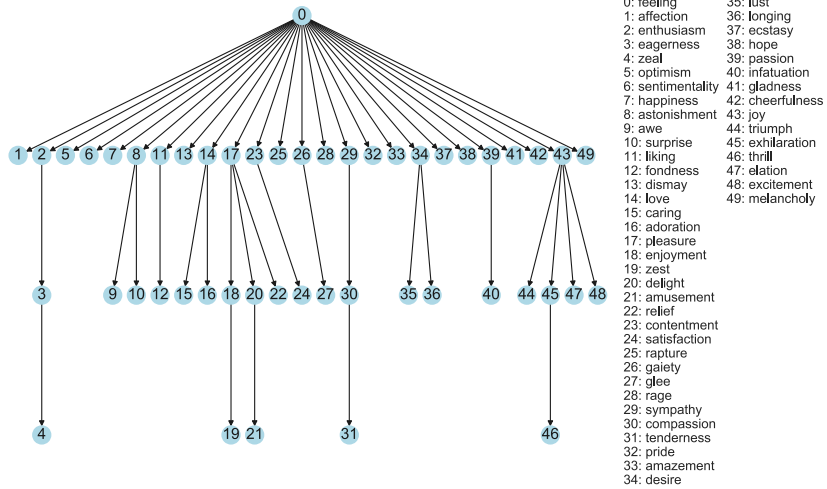 0
1 2 5 6 7 8 11 13 14 17 23 25 26 28 29 32 33 34 37 38 39 41 42 43 49
3 9 10 12 15 16 18 20 22 24 27 30 35 36 40 44 45 47 48
4 19 21 31 46
0: feeling
1: affection
2: enthusiasm
3: eagerness
4: zeal
5: optimism
6: sentimentality
7: happiness
8: astonishment
9: awe
10: surprise
11: liking
12: fondness
13: dismay
14: love
15: caring
16: adoration
17: pleasure
18: enjoyment
19: zest
20: delight
21: amusement
22: relief
23: contentment
24: satisfaction
25: rapture
26: gaiety
27: glee
28: rage
29: sympathy
30: compassion
31: tenderness
32: pride
33: amazement
34: desire
35: lust
36: longing
37: ecstasy
38: hope
39: passion
40: infatuation
41: gladness
42: cheerfulness
43: joy
44: triumph
45: exhilaration
46: thrill
47: elation
48: excitement
49: melancholy